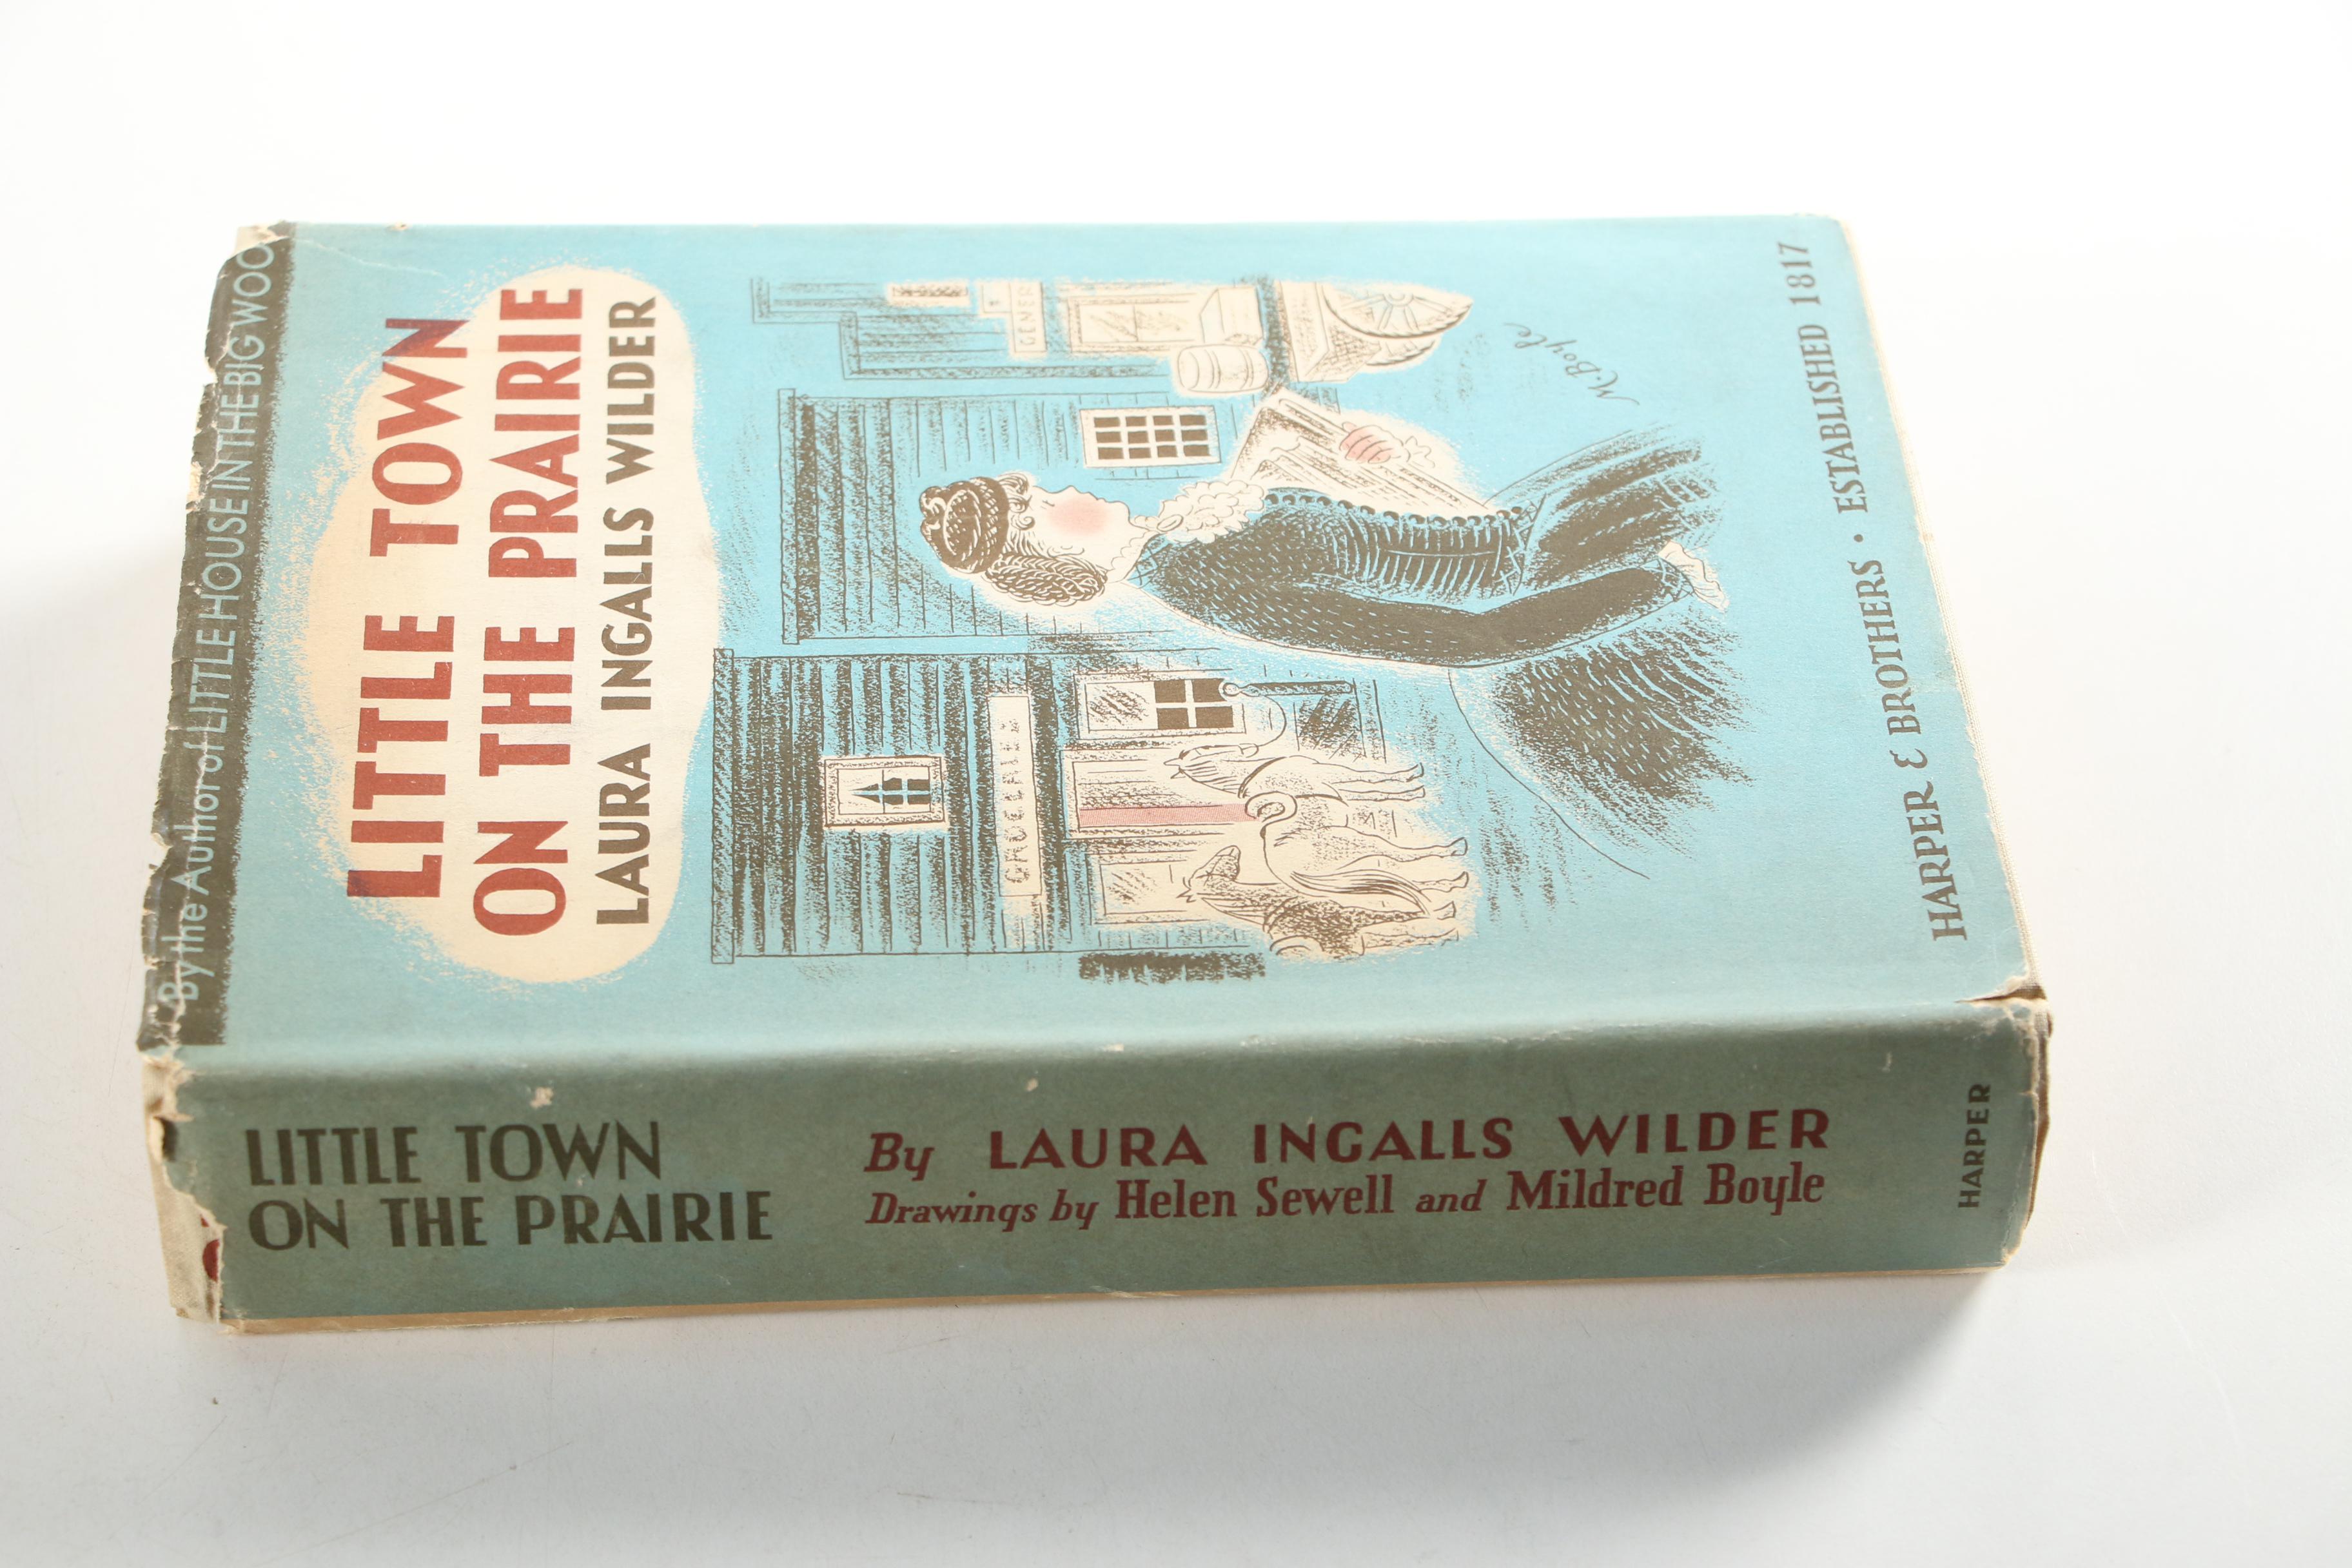 By the Author of LITTLE HOUSE IN THE BIG WOO
LITTLE TOWN
ON THE PRAIRIE
LAURA INGALLS WILDER
GENER
GROCERIES
M. Boyle
HARPER & BROTHERS • ESTABLISHED 1817
LITTLE TOWN
ON THE PRAIRIE
By LAURA INGALLS WILDER
Drawings by Helen Sewell and Mildred Boyle
HARPER